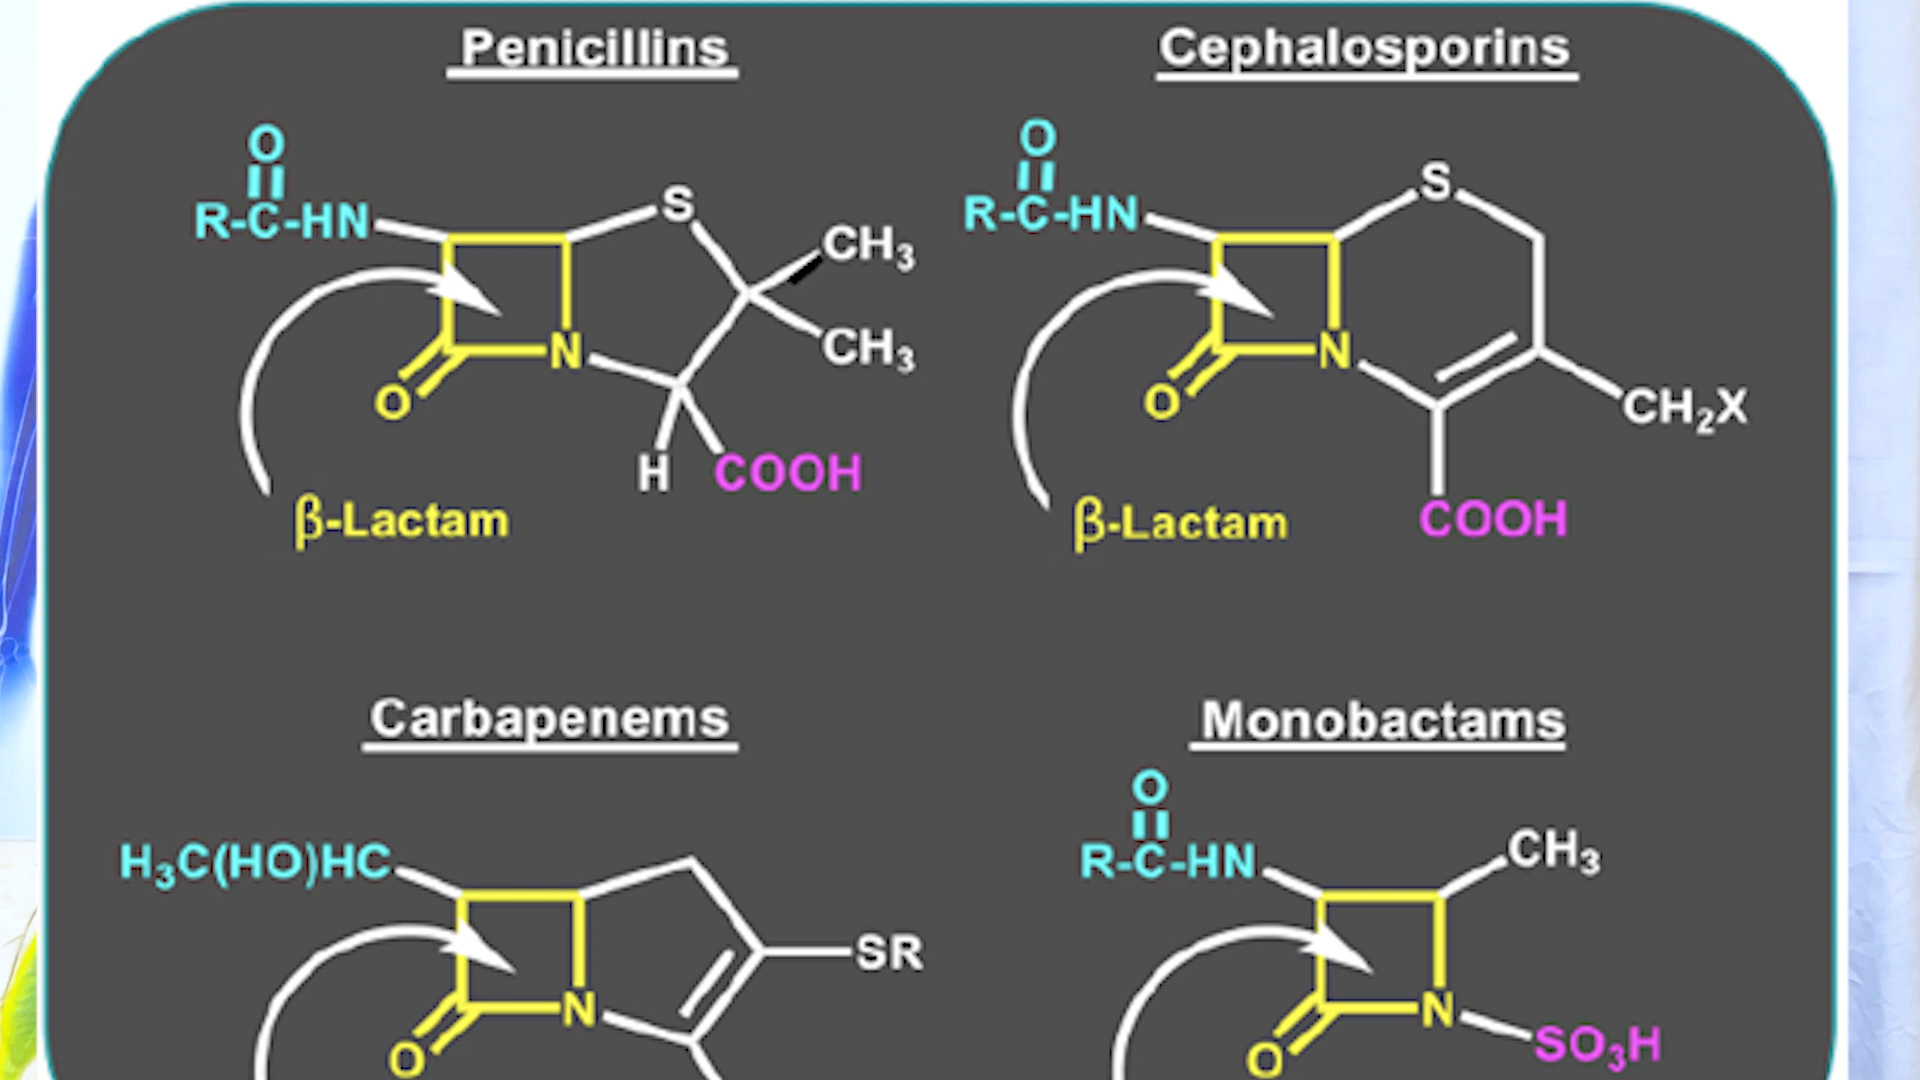 Penicillins
O
R-C-HN
S
CH₃
CH₃
N
O
H
COOH
β-Lactam
Cephalosporins
O
R-C-HN
S
N
O
CH₂X
COOH
β-Lactam
Carbapenems
H₃C(HO)HC
SR
N
O
Monobactams
O
R-C-HN
CH₃
N
SO₃H
O